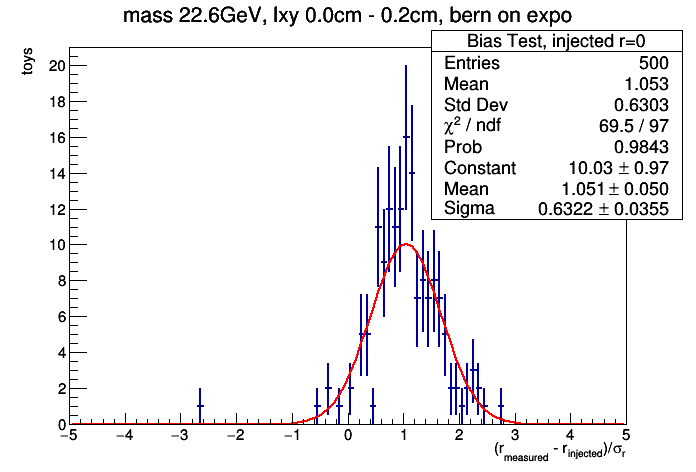 mass 22.6GeV, lxy 0.0cm - 0.2cm, bern on expo
Bias Test, injected r=0
Entries 500
Mean 1.053
Std Dev 0.6303
χ² / ndf 69.5 / 97
Prob 0.9843
Constant 10.03 ± 0.97
Mean 1.051 ± 0.050
Sigma 0.6322 ± 0.0355
toys
20
18
16
14
12
10
8
6
4
2
0
−5 −4 −3 −2 −1 0 1 2 3 4 5
(r_measured - r_injected)/σ_r